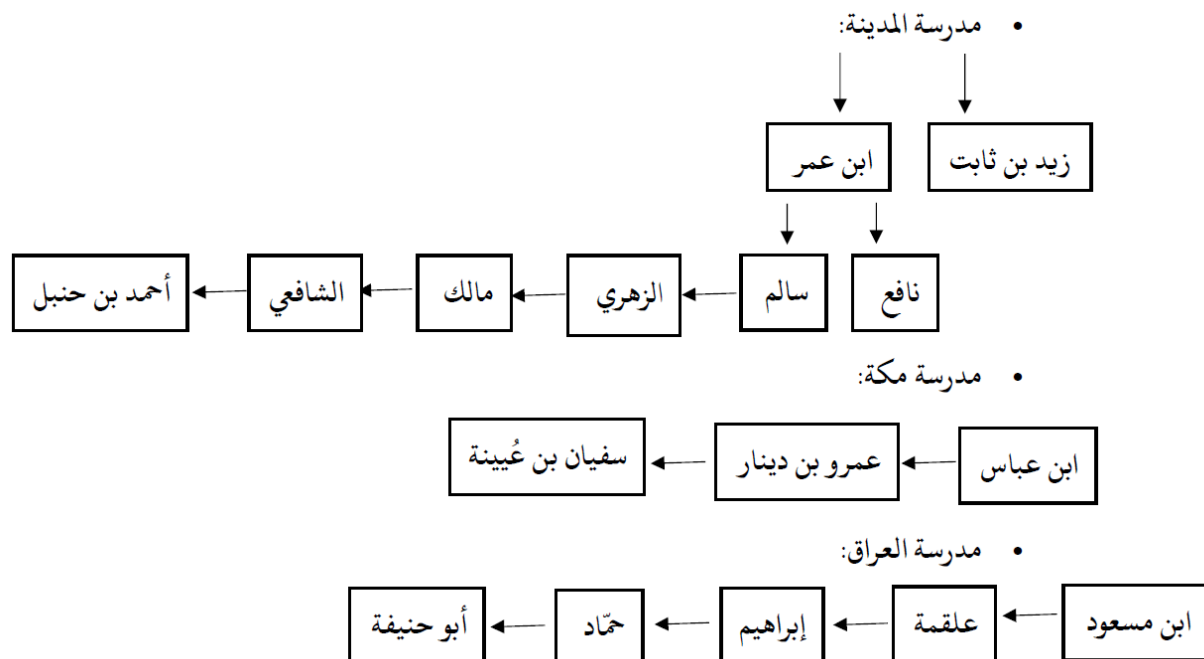 • مدرسة المدينة:
زيد بن ثابت ابن عمر
نافع سالم الزهري مالك الشافعي أحمد بن حنبل
• مدرسة مكة:
ابن عباس عمرو بن دينار سفيان بن عُيينة
• مدرسة العراق:
ابن مسعود علقمة إبراهيم حمّاد أبو حنيفة